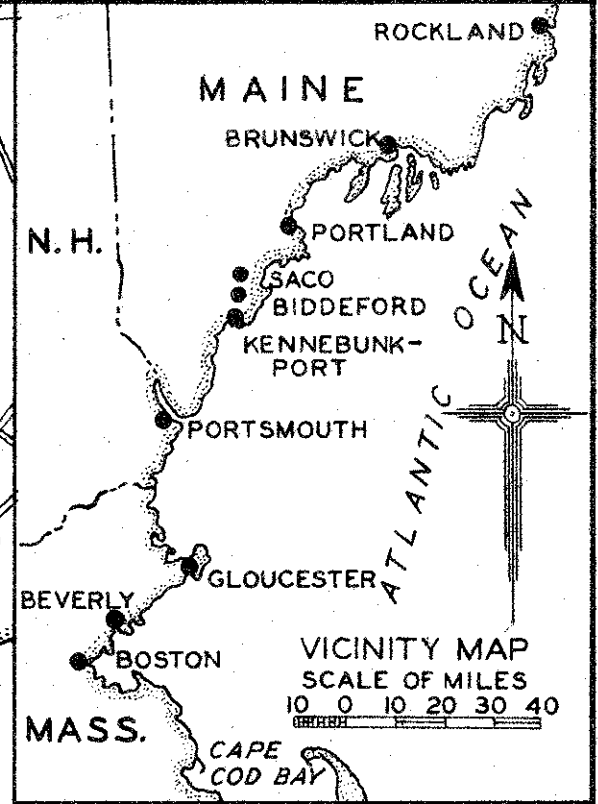 ROCKLAND
MAINE
BRUNSWICK
N.H.
PORTLAND
ATLANTIC OCEAN
SACO
BIDDEFORD
N
KENNEBUNK-
PORT
PORTSMOUTH
GLOUCESTER
BEVERLY
BOSTON
VICINITY MAP
SCALE OF MILES
10 0 10 20 30 40
MASS.
CAPE
COD BAY